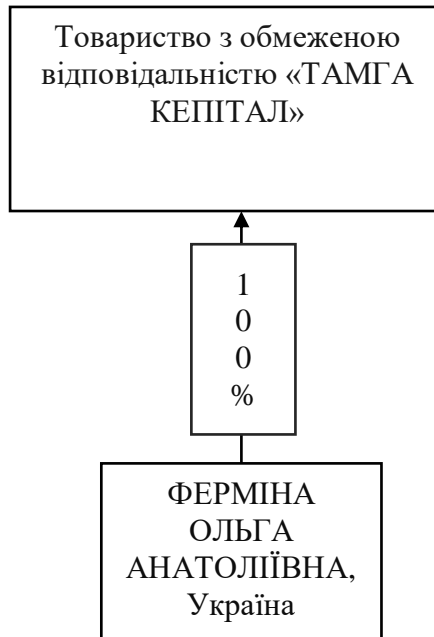 Товариство з обмеженою
відповідальністю «ТАМГА
КЕПІТАЛ»
1
0
0
%
ФЕРМІНА
ОЛЬГА
АНАТОЛІЇВНА,
Україна